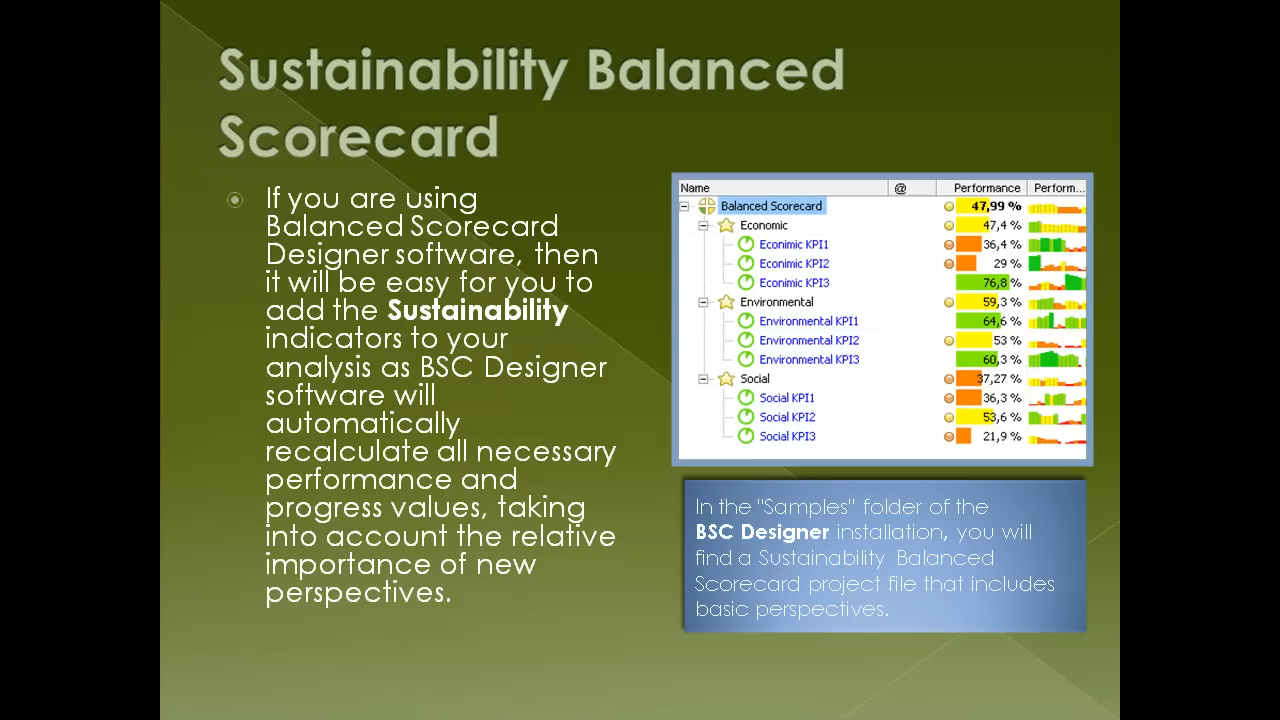 Sustainability Balanced
Scorecard
If you are using
Balanced Scorecard
Designer software, then
it will be easy for you to
add the Sustainability
indicators to your
analysis as BSC Designer
software will
automatically
recalculate all necessary
performance and
progress values, taking
into account the relative
importance of new
perspectives.
Name @ Performance Perform...
Balanced Scorecard 47,99 %
Economic 47,4 %
Econimic KPI1 36,4 %
Econimic KPI2 29 %
Econimic KPI3 76,8 %
Environmental 59,3 %
Environmental KPI1 64,6 %
Environmental KPI2 53 %
Environmental KPI3 60,3 %
Social 37,27 %
Social KPI1 36,3 %
Social KPI2 53,6 %
Social KPI3 21,9 %
In the "Samples" folder of the
BSC Designer installation, you will
find a Sustainability Balanced
Scorecard project file that includes
basic perspectives.